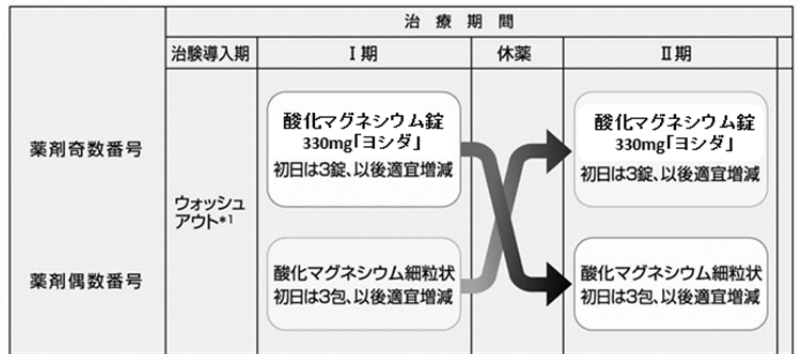 治療期間
治験導入期 Ⅰ期 休薬 Ⅱ期
薬剤奇数番号
酸化マグネシウム錠
330mg「ヨシダ」
初日は3錠、以後適宜増減
酸化マグネシウム錠
330mg「ヨシダ」
初日は3錠、以後適宜増減
ウォッシュ
アウト*1
薬剤偶数番号
酸化マグネシウム細粒状
初日は3包、以後適宜増減
酸化マグネシウム細粒状
初日は3包、以後適宜増減